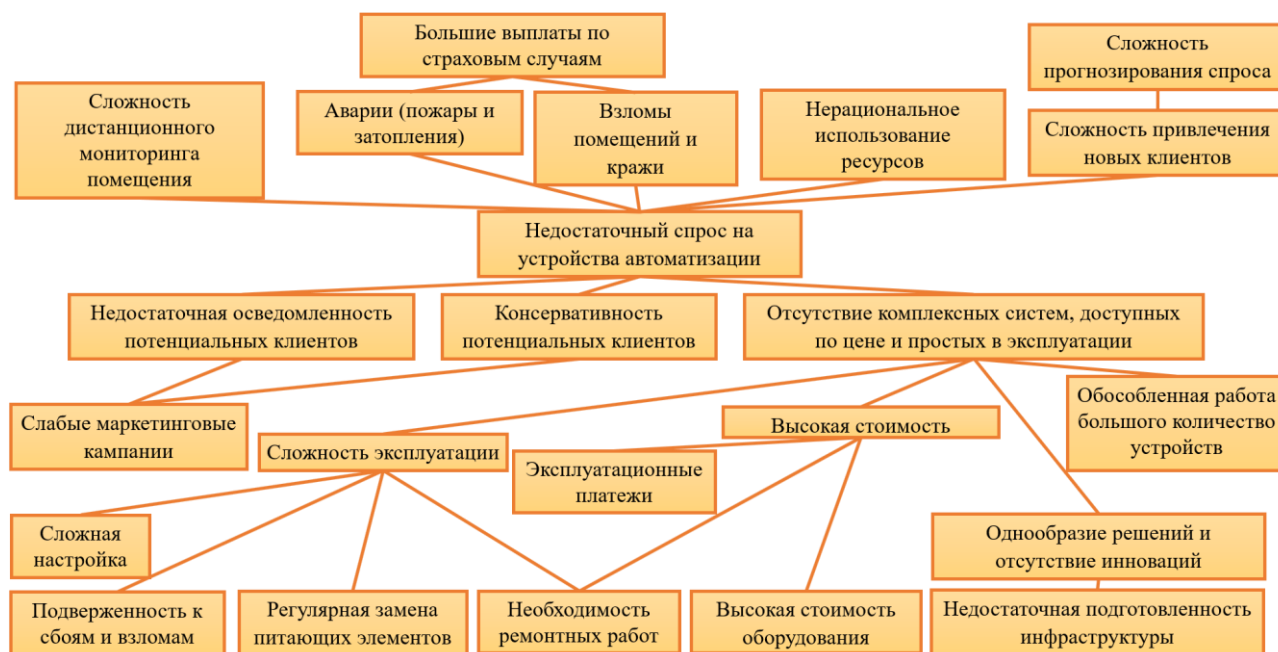 Большие выплаты по
страховым случаям
Сложность
прогнозирования спроса
Сложность
дистанционного
мониторинга
помещения
Аварии (пожары и
затопления)
Взломы
помещений и
кражи
Нерациональное
использование
ресурсов
Сложность привлечения
новых клиентов
Недостаточный спрос на
устройства автоматизации
Недостаточная осведомленность
потенциальных клиентов
Консервативность
потенциальных клиентов
Отсутствие комплексных систем, доступных
по цене и простых в эксплуатации
Слабые маркетинговые
кампании
Сложность эксплуатации
Высокая стоимость
Обособленная работа
большого количество
устройств
Эксплуатационные
платежи
Сложная
настройка
Однообразие решений и
отсутствие инноваций
Подверженность к
сбоям и взломам
Регулярная замена
питающих элементов
Необходимость
ремонтных работ
Высокая стоимость
оборудования
Недостаточная подготовленность
инфраструктуры